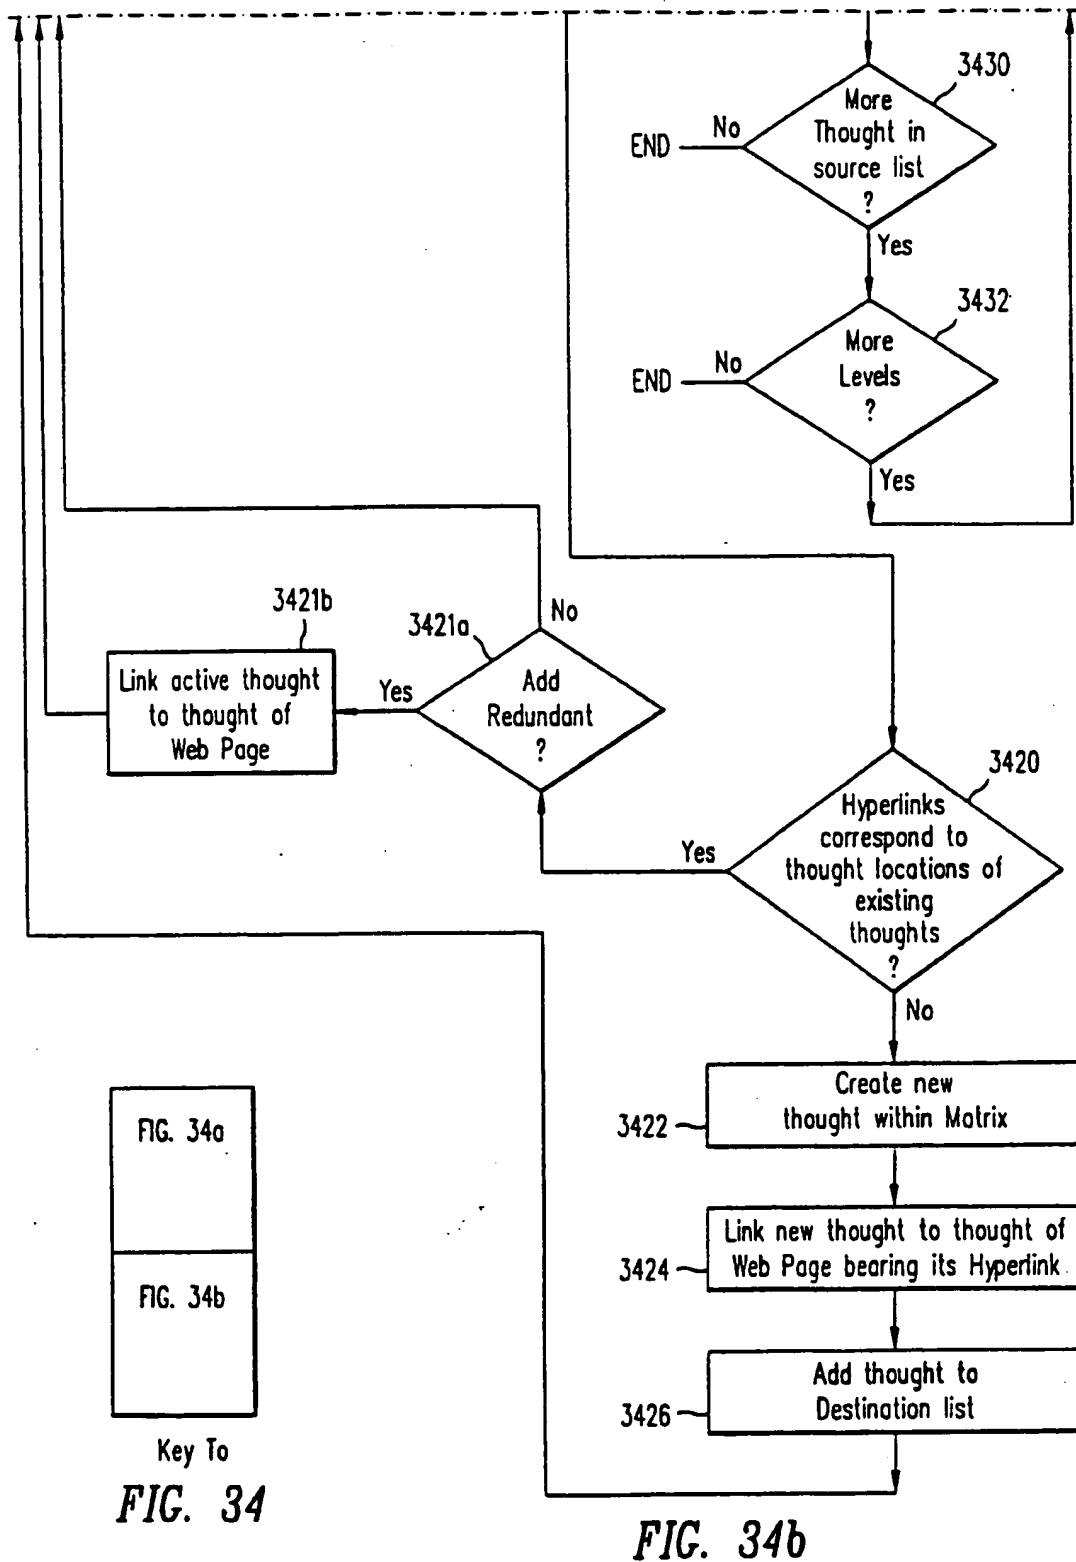 3430
More
Thought in
source list
?
No
END
Yes
3432
More
Levels
?
No
END
Yes
3421b
Link active thought
to thought of
Web Page
Yes
3421a
No
Add
Redundant
?
3420
Hyperlinks
correspond to
thought locations of
existing
thoughts
?
Yes
No
Create new
thought within Matrix
3422
Link new thought to thought of
Web Page bearing its Hyperlink
3424
Add thought to
Destination list
3426
FIG. 34a
FIG. 34b
Key To
FIG. 34
FIG. 34b